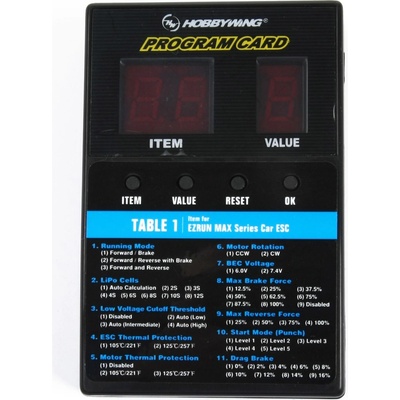 HOBBYWING
PROGRAM CARD
ITEM VALUE
ITEM VALUE RESET OK
TABLE 1 Item for EZRUN MAX Series Car ESC
1. Running Mode
(1) Forward / Brake
(2) Forward / Reverse with Brake
(3) Forward and Reverse
2. LiPo Cells
(1) Auto Calculation (2) 2S (3) 3S
(4) 4S (5) 6S (6) 8S (7) 10S (8) 12S
3. Low Voltage Cutoff Threshold
(1) Disabled (2) Auto (Low)
(3) Auto (Intermediate) (4) Auto (High)
4. ESC Thermal Protection
(1) 105℃/221℉ (2) 125℃/257℉
5. Motor Thermal Protection
(1) Disabled
(2) 105℃/221℉ (3) 125℃/257℉
6. Motor Rotation
(1) CCW (2) CW
7. BEC Voltage
(1) 6.0V (2) 7.4V
8. Max Brake Force
(1) 12.5% (2) 25% (3) 37.5%
(4) 50% (5) 62.5% (6) 75%
(7) 87.5% (8) 100% (9) Disabled
9. Max Reverse Force
(1) 25% (2) 50% (3) 75% (4) 100%
10. Start Mode (Punch)
(1) Level 1 (2) Level 2 (3) Level 3
(4) Level 4 (5) Level 5
11. Drag Brake
(1) 0% (2) 2% (3) 4% (4) 6% (5) 8%
(6) 10% (7) 12% (8) 14% (9) 16%